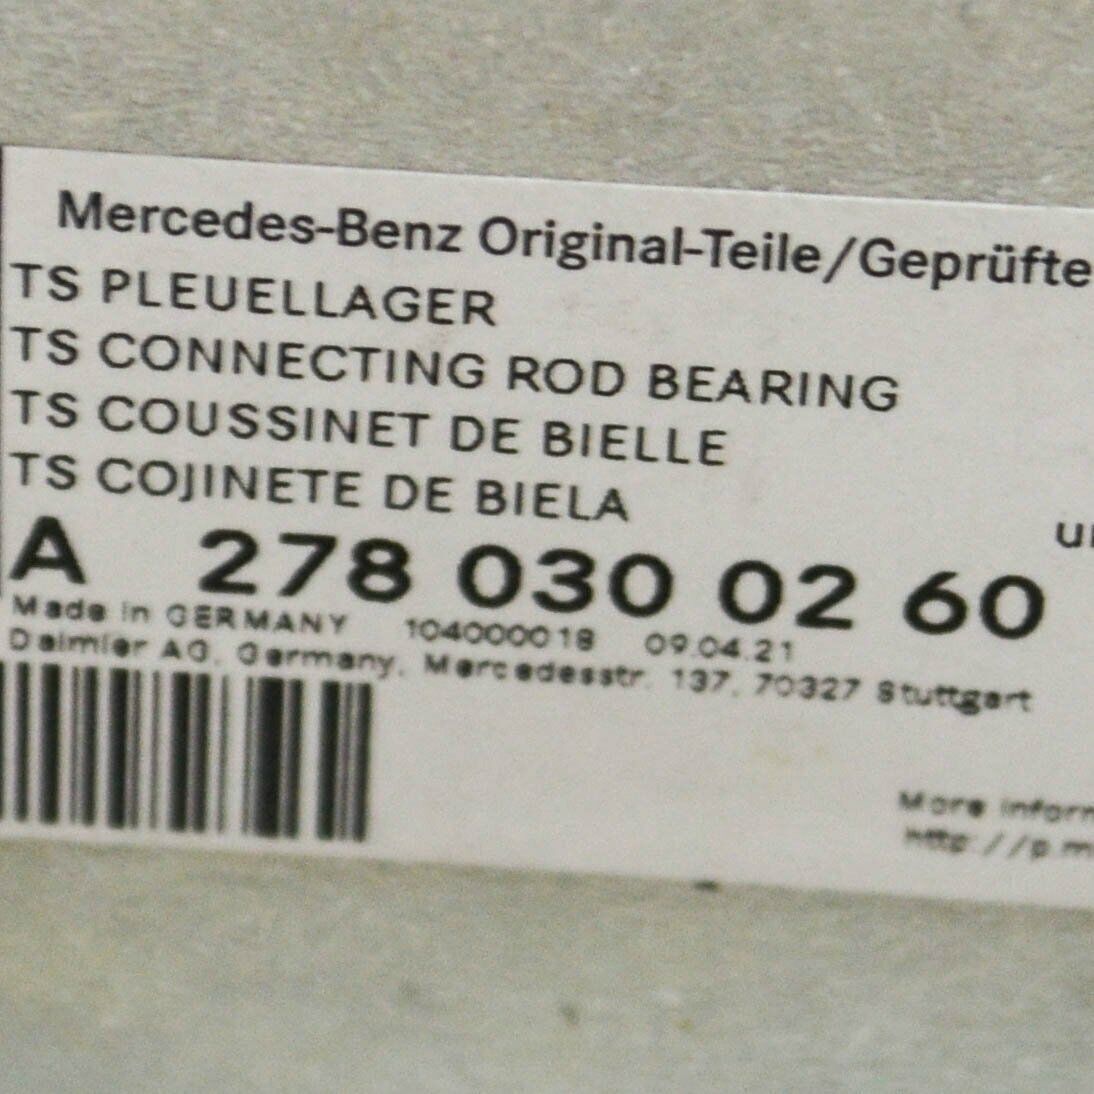 Mercedes-Benz Original-Teile/Geprüfte
TS PLEUELLAGER
TS CONNECTING ROD BEARING
TS COUSSINET DE BIELLE
TS COJINETE DE BIELA
A 278 030 02 60
Made in GERMANY 104000018 09.04.21
Daimler AG, Germany, Mercedesstr. 137, 70327 Stuttgart
More
http://p.m